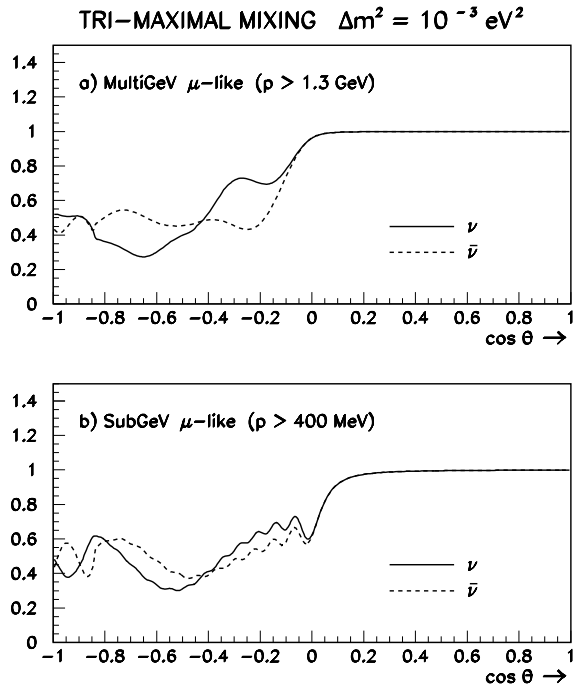 TRI-MAXIMAL MIXING Δm² = 10⁻³ eV²
1.4
a) MultiGeV μ-like (p > 1.3 GeV)
1.2
1
0.8
0.6
ν
0.4
ν̄
0.2
0
-1 -0.8 -0.6 -0.4 -0.2 0 0.2 0.4 0.6 0.8 1
cos θ →
1.4
b) SubGeV μ-like (p > 400 MeV)
1.2
1
0.8
0.6
ν
0.4
ν̄
0.2
0
-1 -0.8 -0.6 -0.4 -0.2 0 0.2 0.4 0.6 0.8 1
cos θ →